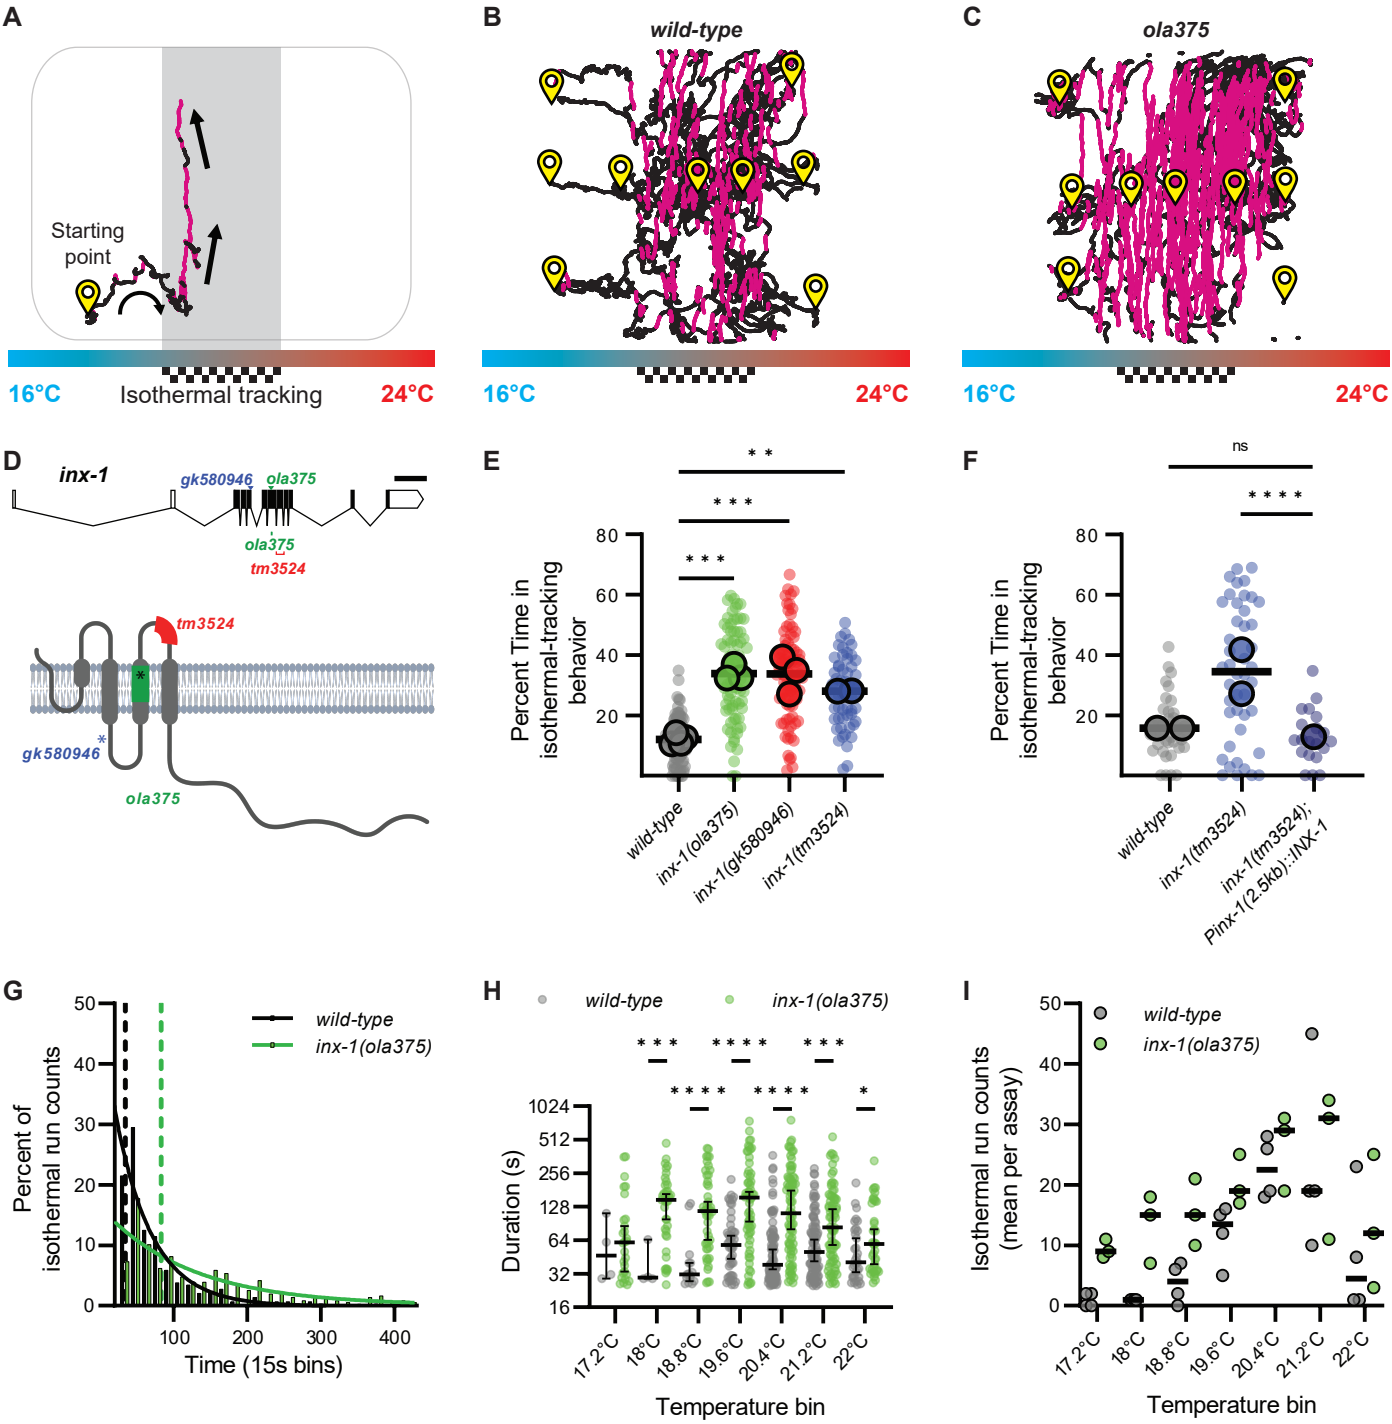 A
Starting
point
16°C
Isothermal tracking
24°C
B
wild-type
16°C
24°C
C
ola375
16°C
24°C
D
inx-1
gk580946
ola375
ola375
tm3524
tm3524
*
*
gk580946
ola375
E
Percent Time in
isothermal-tracking
behavior
80
60
40
20
* *
* * *
* * *
wild-type
inx-1(ola375)
inx-1(gk580946)
inx-1(tm3524)
F
Percent Time in
isothermal-tracking
behavior
80
60
40
20
ns
* * * *
wild-type
inx-1(tm3524)
inx-1(tm3524);
Pinx-1(2.5kb)::INX-1
G
Percent of
isothermal run counts
50
40
30
20
10
0
wild-type
inx-1(ola375)
100
200
300
400
Time (15s bins)
H
wild-type
inx-1(ola375)
* * *
* * * *
* * *
* * * *
* * * *
*
Duration (s)
1024
512
256
128
64
32
16
17.2°C
18°C
18.8°C
19.6°C
20.4°C
21.2°C
22°C
Temperature bin
I
Isothermal run counts
(mean per assay)
50
40
30
20
10
0
wild-type
inx-1(ola375)
17.2°C
18°C
18.8°C
19.6°C
20.4°C
21.2°C
22°C
Temperature bin